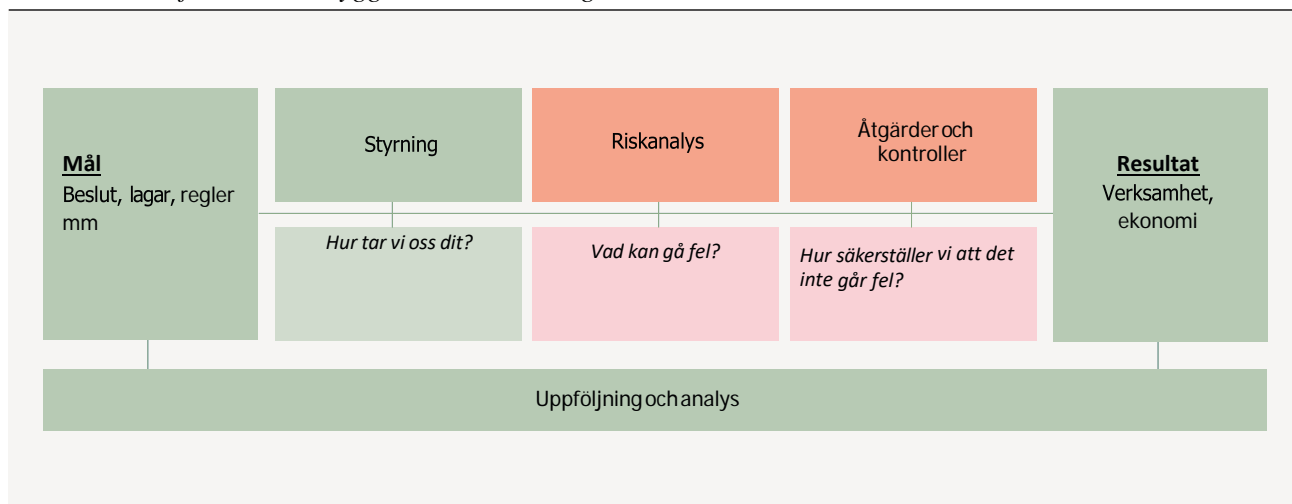 Mål
Beslut, lagar, regler
mm
Styrning
Hur tar vi oss dit?
Riskanalys
Vad kan gå fel?
Åtgärder och
kontroller
Hur säkerställer vi att det
inte går fel?
Resultat
Verksamhet,
ekonomi
Uppföljning och analys